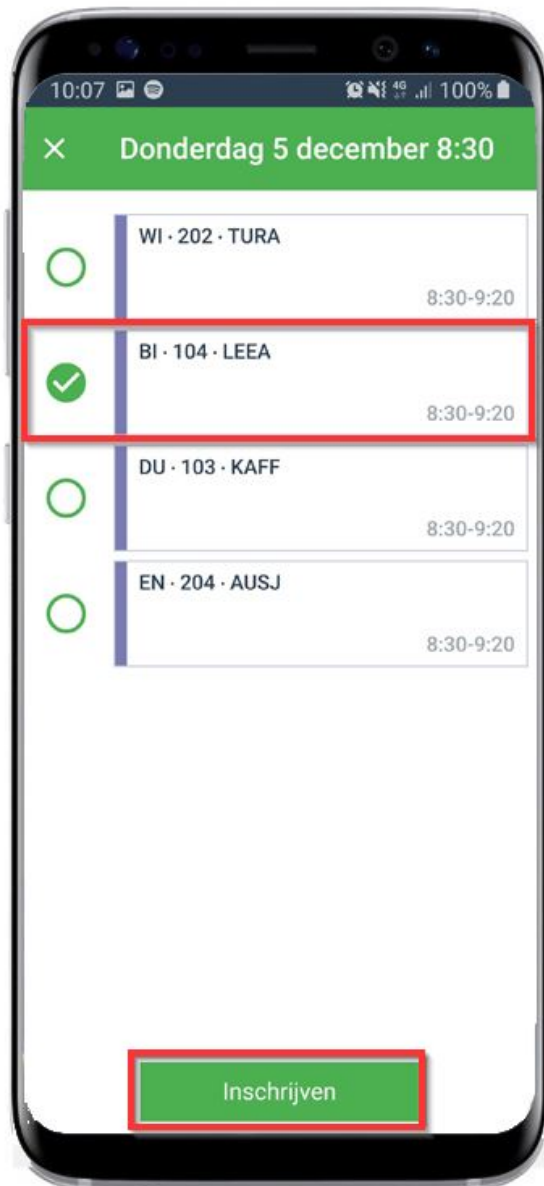 10:07 4G 100%
Donderdag 5 december 8:30
WI · 202 · TURA
8:30-9:20
BI · 104 · LEEA
8:30-9:20
DU · 103 · KAFF
8:30-9:20
EN · 204 · AUSJ
8:30-9:20
Inschrijven